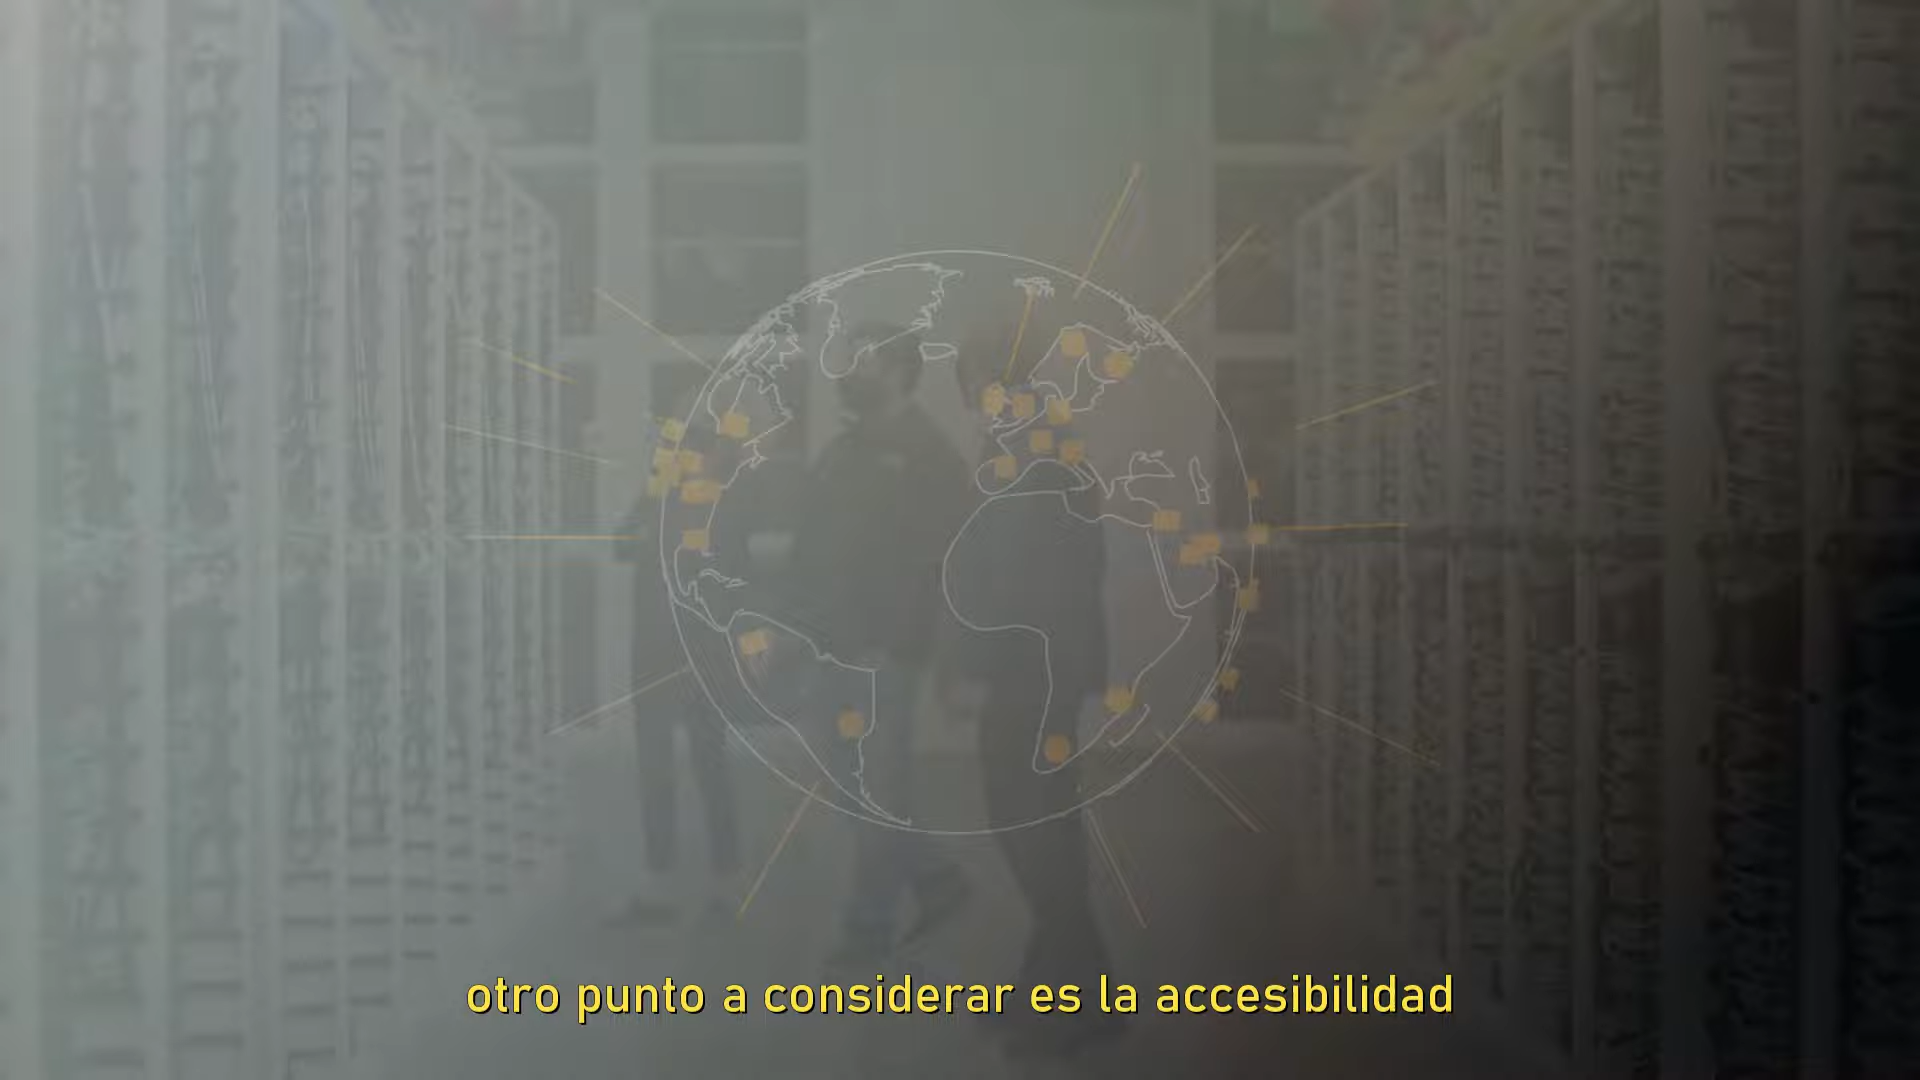 otro punto a considerar es la accesibilidad